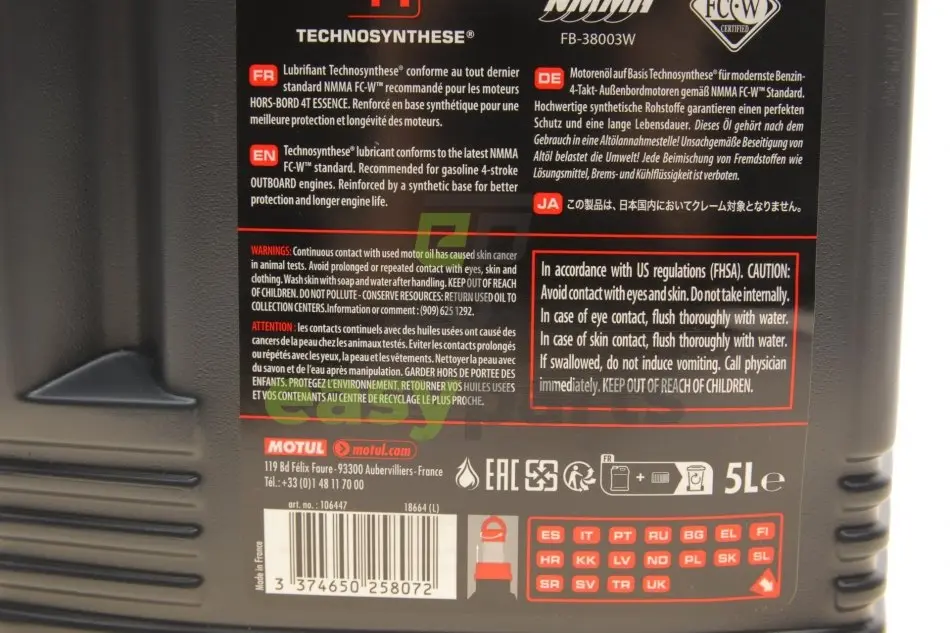 TECHNOSYNTHESE®
NMMA
FB-38003W
FC-W
CERTIFIED
FR Lubrifiant Technosynthese® conforme au tout dernier
standard NMMA FC-W™ recommandé pour les moteurs
HORS-BORD 4T ESSENCE. Renforcé en base synthétique pour une
meilleure protection et longévité des moteurs.
EN Technosynthese® lubricant conforms to the latest NMMA
FC-W™ standard. Recommended for gasoline 4-stroke
OUTBOARD engines. Reinforced by a synthetic base for better
protection and longer engine life.
DE Motorenöl auf Basis Technosynthese® für modernste Benzin-
4-Takt- Außenbordmotoren gemäß NMMA FC-W™ Standard.
Hochwertige synthetische Rohstoffe garantieren einen perfekten
Schutz und eine lange Lebensdauer. Dieses Öl gehört nach dem
Gebrauch in eine Altölannahmestelle! Unsachgemäße Beseitigung von
Altöl belastet die Umwelt! Jede Beimischung von Fremdstoffen wie
Lösungsmittel, Brems- und Kühlflüssigkeit ist verboten.
JA この製品は、日本国内においてクレーム対象となりません。
WARNINGS: Continuous contact with used motor oil has caused skin cancer
in animal tests. Avoid prolonged or repeated contact with eyes, skin and
clothing. Wash skin with soap and water after handling. KEEP OUT OF REACH
OF CHILDREN. DO NOT POLLUTE - CONSERVE RESOURCES: RETURN USED OIL TO
COLLECTION CENTERS. Information or comment : (909) 625 1292.
ATTENTION : les contacts continuels avec des huiles usées ont causé des
cancers de la peau chez les animaux testés. Eviter les contacts prolongés
ou répétés avec les yeux, la peau et les vêtements. Nettoyer la peau avec
du savon et de l'eau après manipulation. GARDER HORS DE PORTEE DES
ENFANTS. PROTEGEZ L'ENVIRONNEMENT. RETOURNER VOS HUILES USEES
ET VOS CONTENANTS AU CENTRE DE RECYCLAGE LE PLUS PROCHE.
In accordance with US regulations (FHSA). CAUTION:
Avoid contact with eyes and skin. Do not take internally.
In case of eye contact, flush thoroughly with water.
In case of skin contact, flush thoroughly with water.
If swallowed, do not induce vomiting. Call physician
immediately. KEEP OUT OF REACH OF CHILDREN.
easyparts
MOTUL motul.com
119 Bd Félix Faure - 93300 Aubervilliers - France
Tél.: +33 (0)1 48 11 70 00
EAC
FR
+
5L e
art. no. : 106447
18664 (L)
Made in France
3 374650 258072
ES IT PT RU BG EL FI
HR KK LV NO PL SK SL
SR SV TR UK